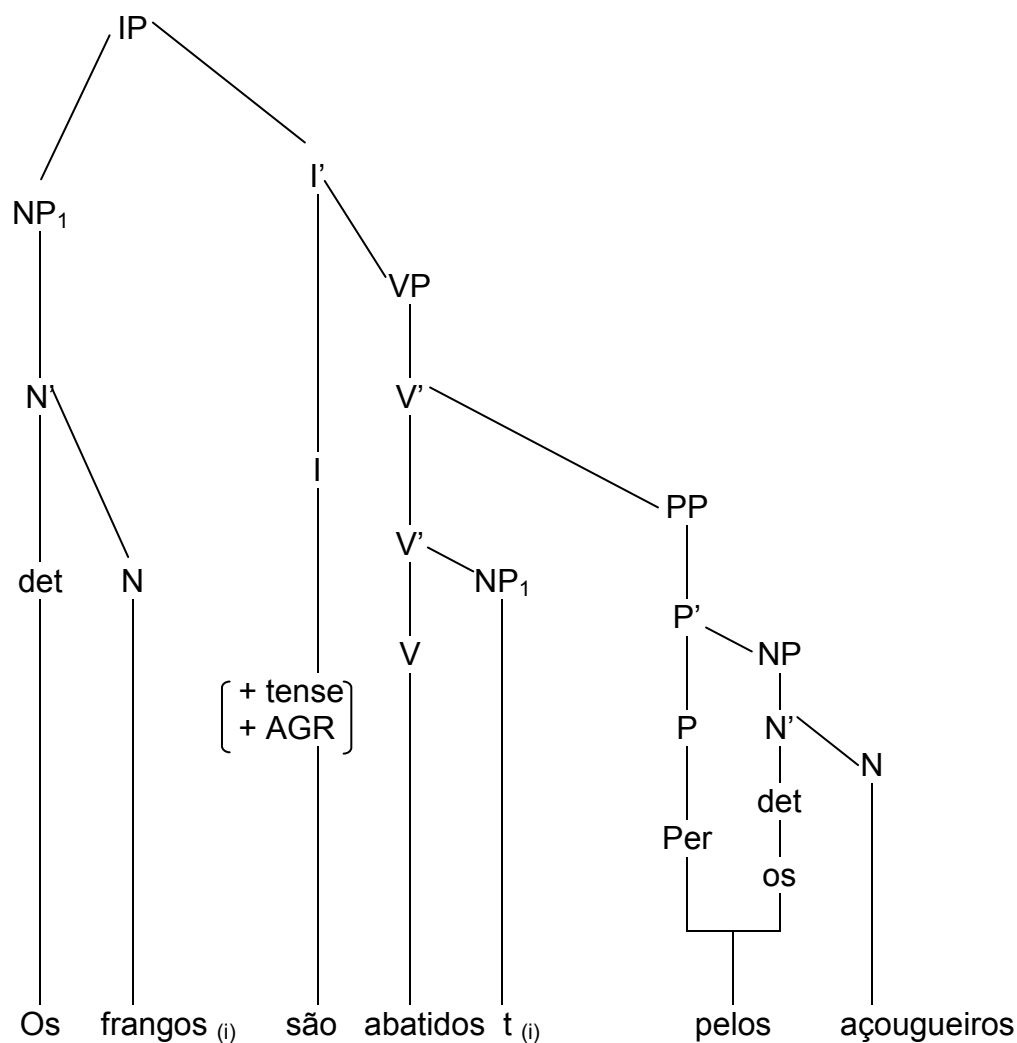 IP
I’
NP1
VP
N’
V’
I
PP
V’
det
N
NP1
P’
V
NP
+ tense
+ AGR
P
N’
N
det
Per
os
Os frangos (i) são abatidos t (i) pelos açougueiros